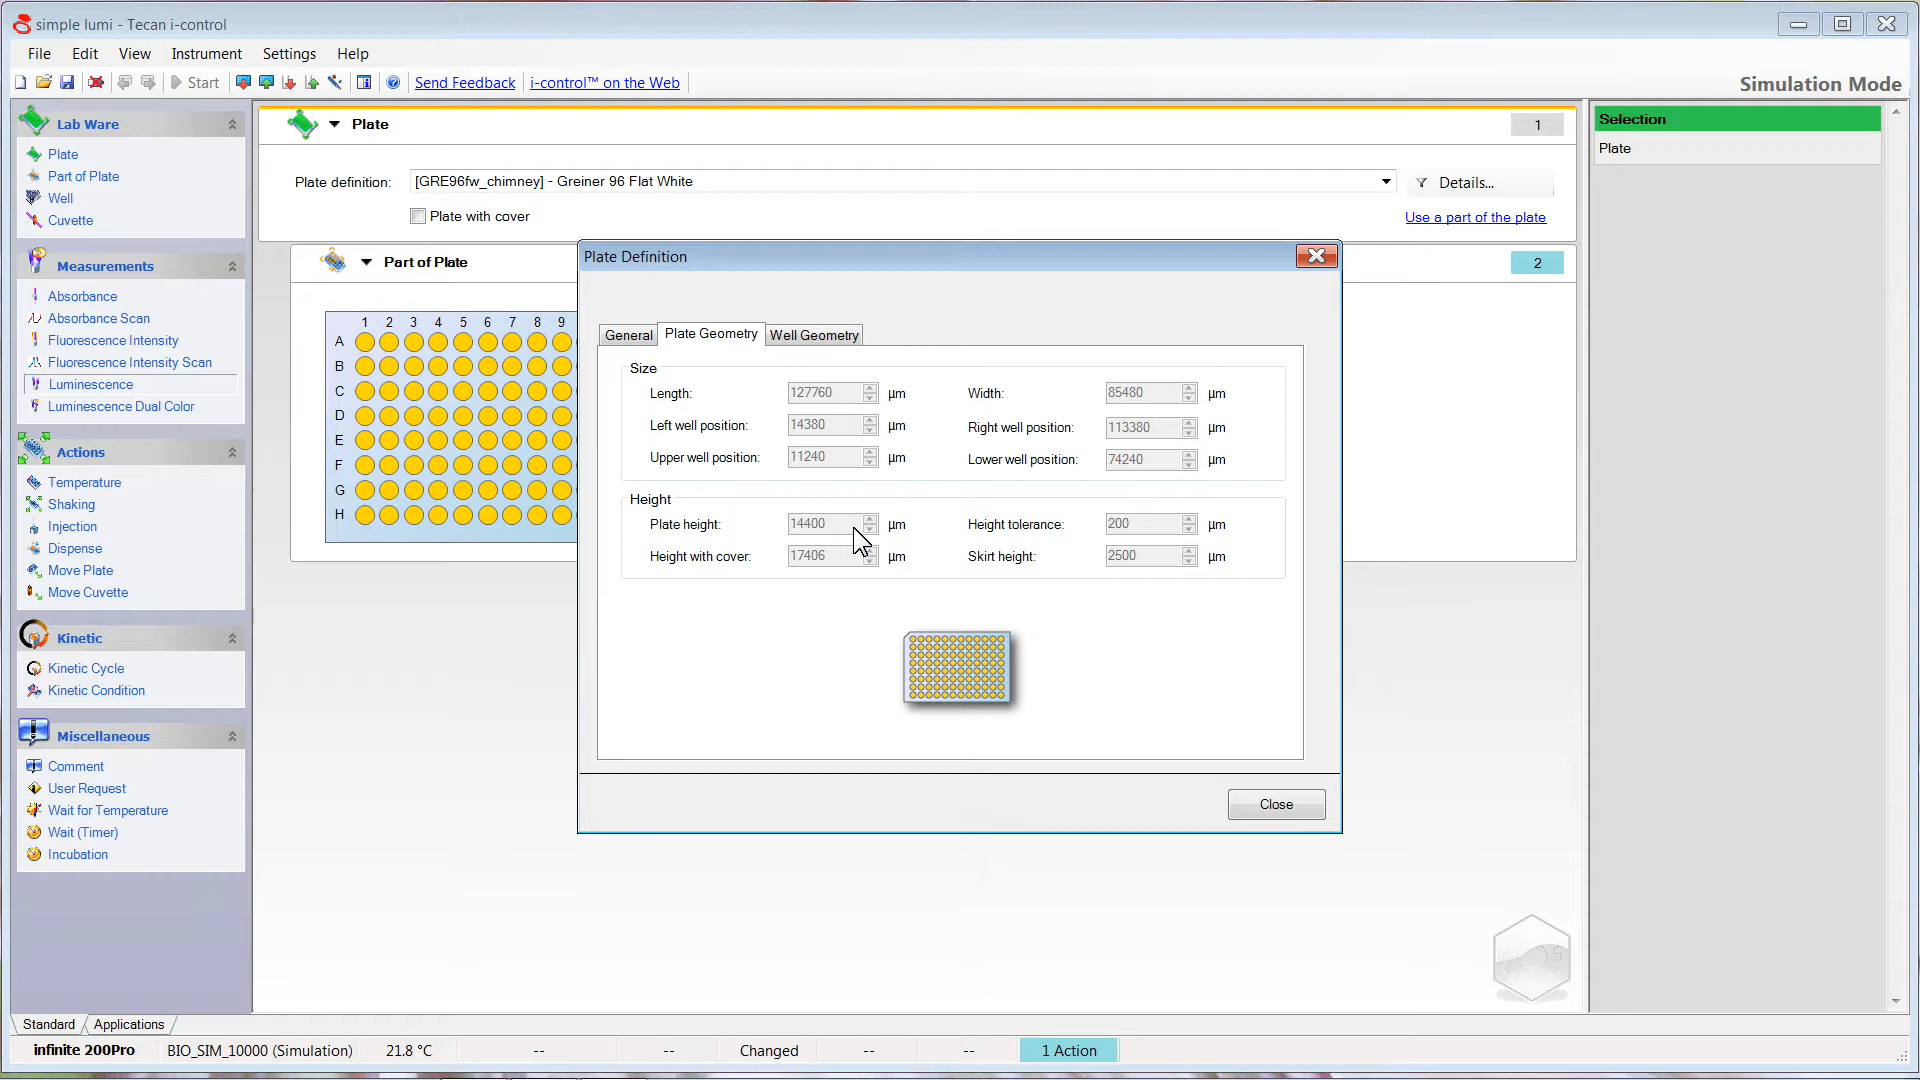 simple lumi - Tecan i-control
File Edit View Instrument Settings Help
Start Send Feedback i-control™ on the Web
Simulation Mode
Lab Ware
Plate
Part of Plate
Well
Cuvette
Measurements
Absorbance
Absorbance Scan
Fluorescence Intensity
Fluorescence Intensity Scan
Luminescence
Luminescence Dual Color
Actions
Temperature
Shaking
Injection
Dispense
Move Plate
Move Cuvette
Kinetic
Kinetic Cycle
Kinetic Condition
Miscellaneous
Comment
User Request
Wait for Temperature
Wait (Timer)
Incubation
Standard Applications
Plate 1
Plate definition: [GRE96fw_chimney] - Greiner 96 Flat White Details...
Plate with cover Use a part of the plate
Part of Plate 2
1 2 3 4 5 6 7 8 9
A
B
C
D
E
F
G
H
Plate Definition
General Plate Geometry Well Geometry
Size
Length: 127760 µm Width: 85480 µm
Left well position: 14380 µm Right well position: 113380 µm
Upper well position: 11240 µm Lower well position: 74240 µm
Height
Plate height: 14400 µm Height tolerance: 200 µm
Height with cover: 17406 µm Skirt height: 2500 µm
Close
Selection
Plate
infinite 200Pro BIO_SIM_10000 (Simulation) 21.8 °C -- -- Changed -- -- 1 Action